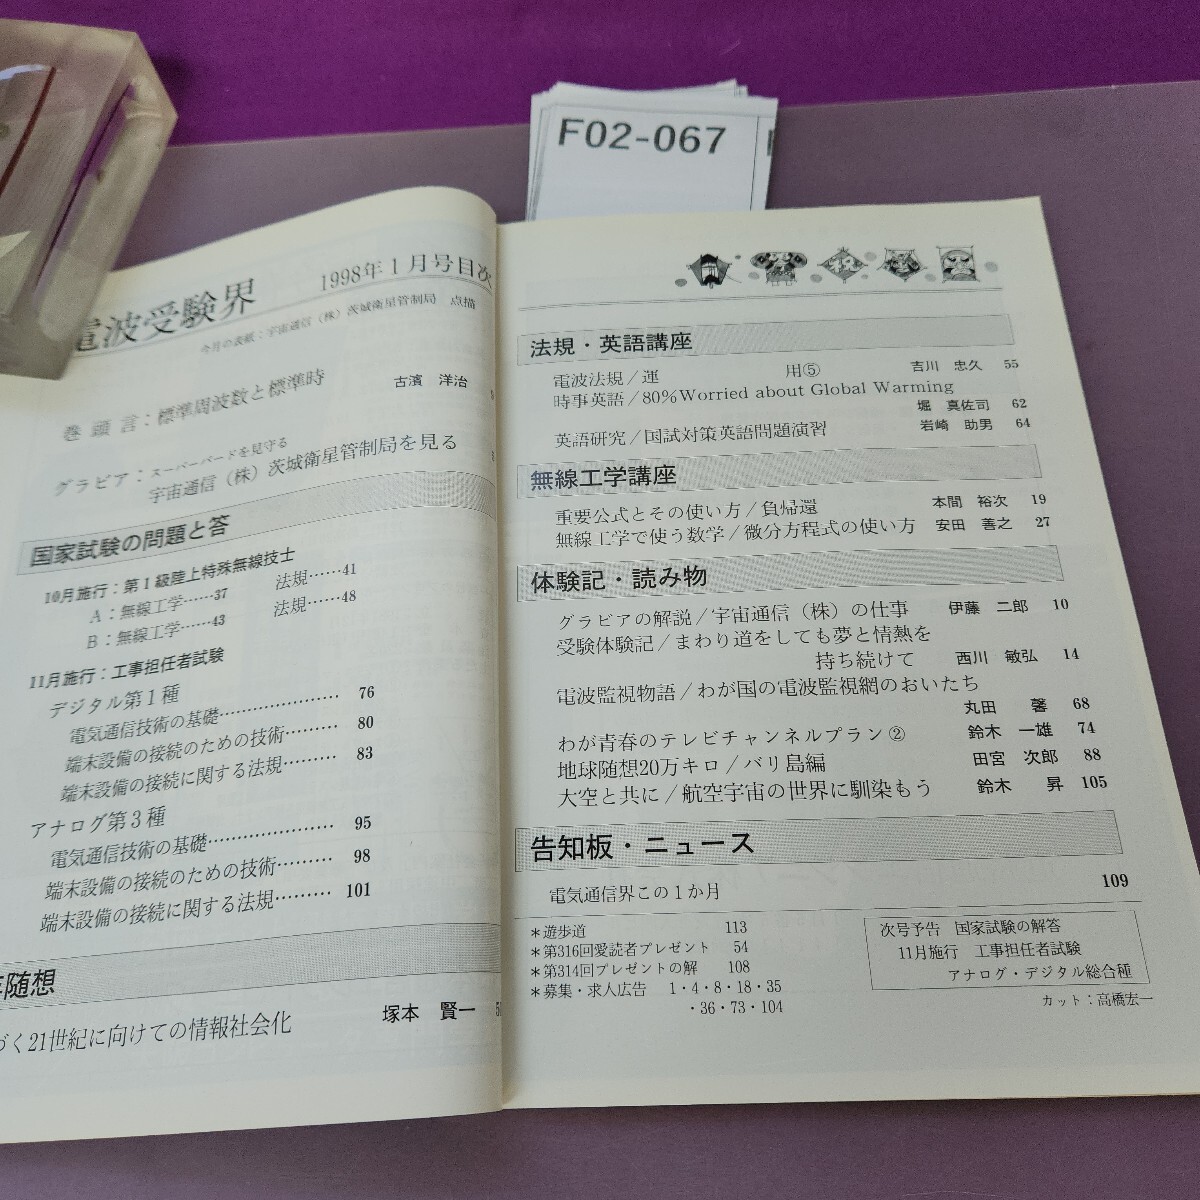 F02-067
電波受験界
1998年1月号目次
今月の表紙：宇宙通信（株）茨城衛星管制局　点描
巻頭言：標準周波数と標準時　古濱　洋治
スーパーバードを見守る
グラビア：宇宙通信（株）茨城衛星管制局を見る
国家試験の問題と答
10月施行：第1級陸上特殊無線技士
A：無線工学……37　法規……41
B：無線工学……43　法規……48
11月施行：工事担任者試験
デジタル第1種
電気通信技術の基礎……………… 76
端末設備の接続のための技術……… 80
端末設備の接続に関する法規……… 83
アナログ第3種
電気通信技術の基礎……………… 95
端末設備の接続のための技術……… 98
端末設備の接続に関する法規……… 101
随想
づく21世紀に向けての情報社会化　塚本　賢一
法規・英語講座
電波法規／運　用⑤　吉川　忠久　55
時事英語／80％Worried about Global Warming
堀　真佐司　62
英語研究／国試対策英語問題演習　岩崎　助男　64
無線工学講座
重要公式とその使い方／負帰還　本間　裕次　19
無線工学で使う数学／微分方程式の使い方　安田　善之　27
体験記・読み物
グラビアの解説／宇宙通信（株）の仕事　伊藤　二郎　10
受験体験記／まわり道をしても夢と情熱を
持ち続けて　西川　敏弘　14
電波監視物語／わが国の電波監視網のおいたち
丸田　馨　68
わが青春のテレビチャンネルプラン②　鈴木　一雄　74
地球随想20万キロ／バリ島編　田宮　次郎　88
大空と共に／航空宇宙の世界に馴染もう　鈴木　昇　105
告知板・ニュース
電気通信界この1か月　109
＊遊歩道　113
＊第316回愛読者プレゼント　54
＊第314回プレゼントの解　108
＊募集・求人広告　1・4・8・18・35
・36・73・104
次号予告　国家試験の解答
11月施行　工事担任者試験
アナログ・デジタル総合種
カット：高橋宏一